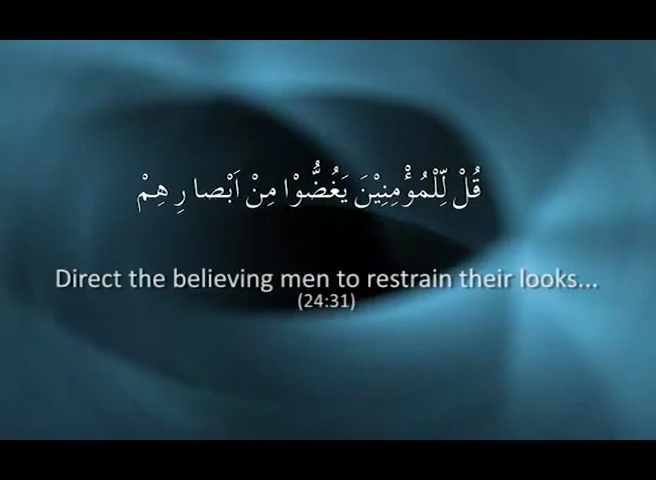 قُلْ لِّلْمُؤْمِنِيْنَ يَغُضُّوْا مِنْ اَبْصا رِ هِمْ
Direct the believing men to restrain their looks...
(24:31)